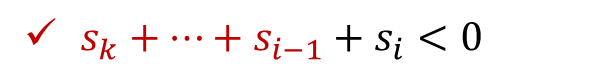 ✓ s_k + ⋯ + s_{i−1} + s_i < 0